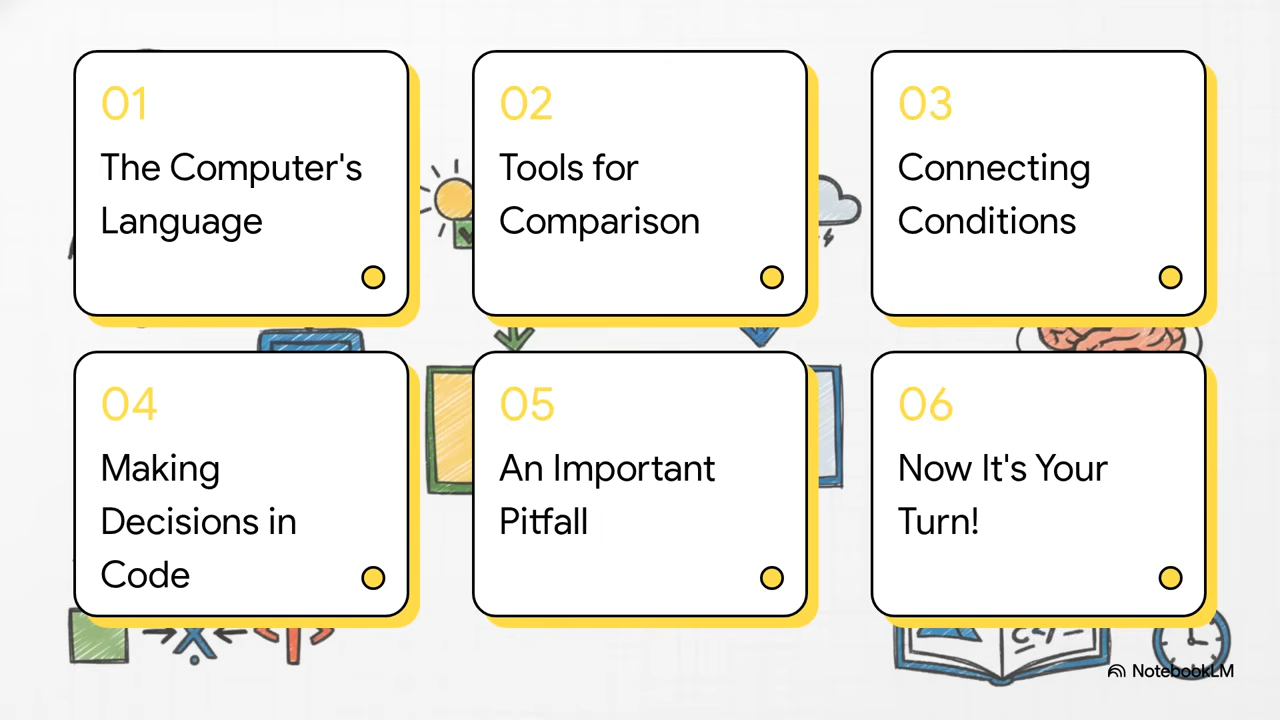 01
The Computer's
Language
02
Tools for
Comparison
03
Connecting
Conditions
04
Making
Decisions in
Code
05
An Important
Pitfall
06
Now It's Your
Turn!
NotebookLM